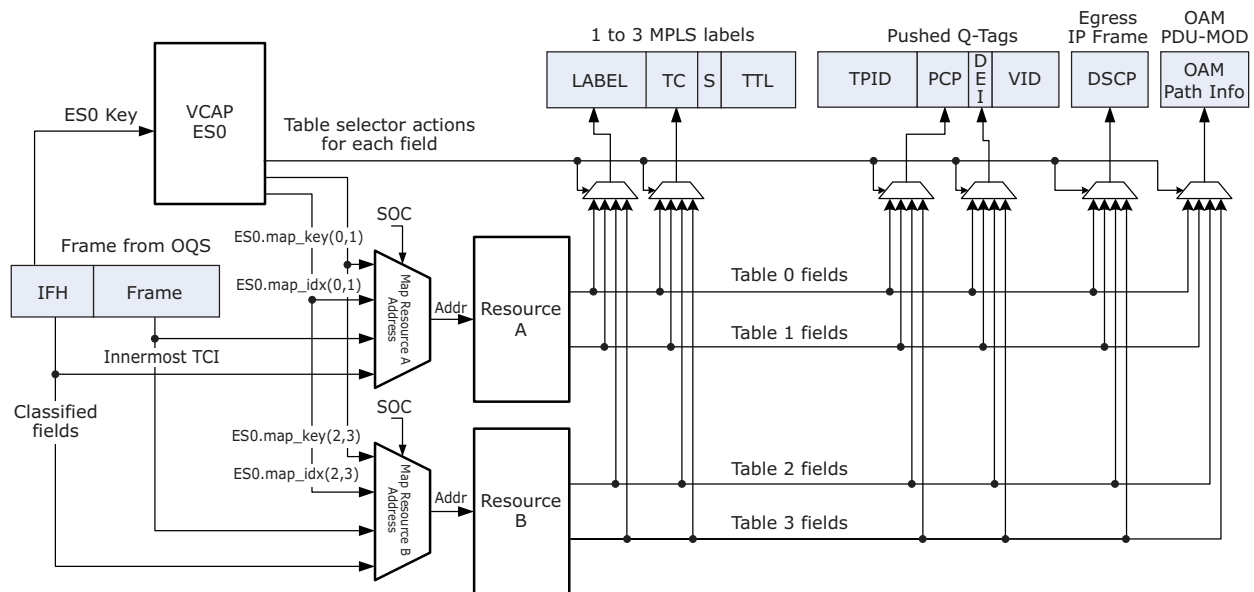 Egress
IP Frame
OAM
PDU-MOD
1 to 3 MPLS labels
Pushed Q-Tags
LABEL
TC
S
TTL
TPID
PCP
DEI
VID
DSCP
OAM
Path Info
VCAP
ES0
ES0 Key
Table selector actions
for each field
SOC
Frame from OQS
ES0.map_key(0,1)
IFH
Frame
ES0.map_idx(0,1)
Map Resource A
Address
Addr
Resource
A
Table 0 fields
Table 1 fields
Innermost TCI
Classified
fields
SOC
ES0.map_key(2,3)
ES0.map_idx(2,3)
Map Resource B
Address
Addr
Resource
B
Table 2 fields
Table 3 fields